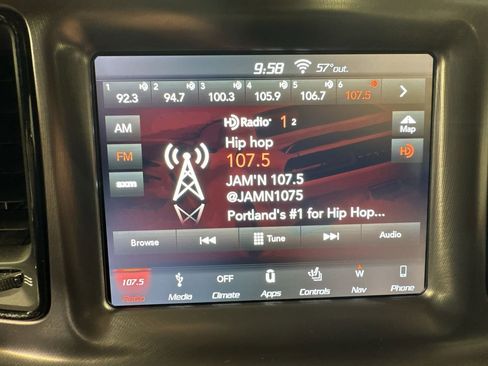 9:58 57°out.
1 2 3 4 5 6
92.3 94.7 100.3 105.9 106.7 107.5
AM HD Radio 1 2 Map
Hip hop
FM 107.5 HD
JAM'N 107.5
SXM @JAMN1075
Portland's #1 for Hip Hop...
Browse Tune Audio
107.5 OFF W
Media Climate Apps Controls Nav Phone